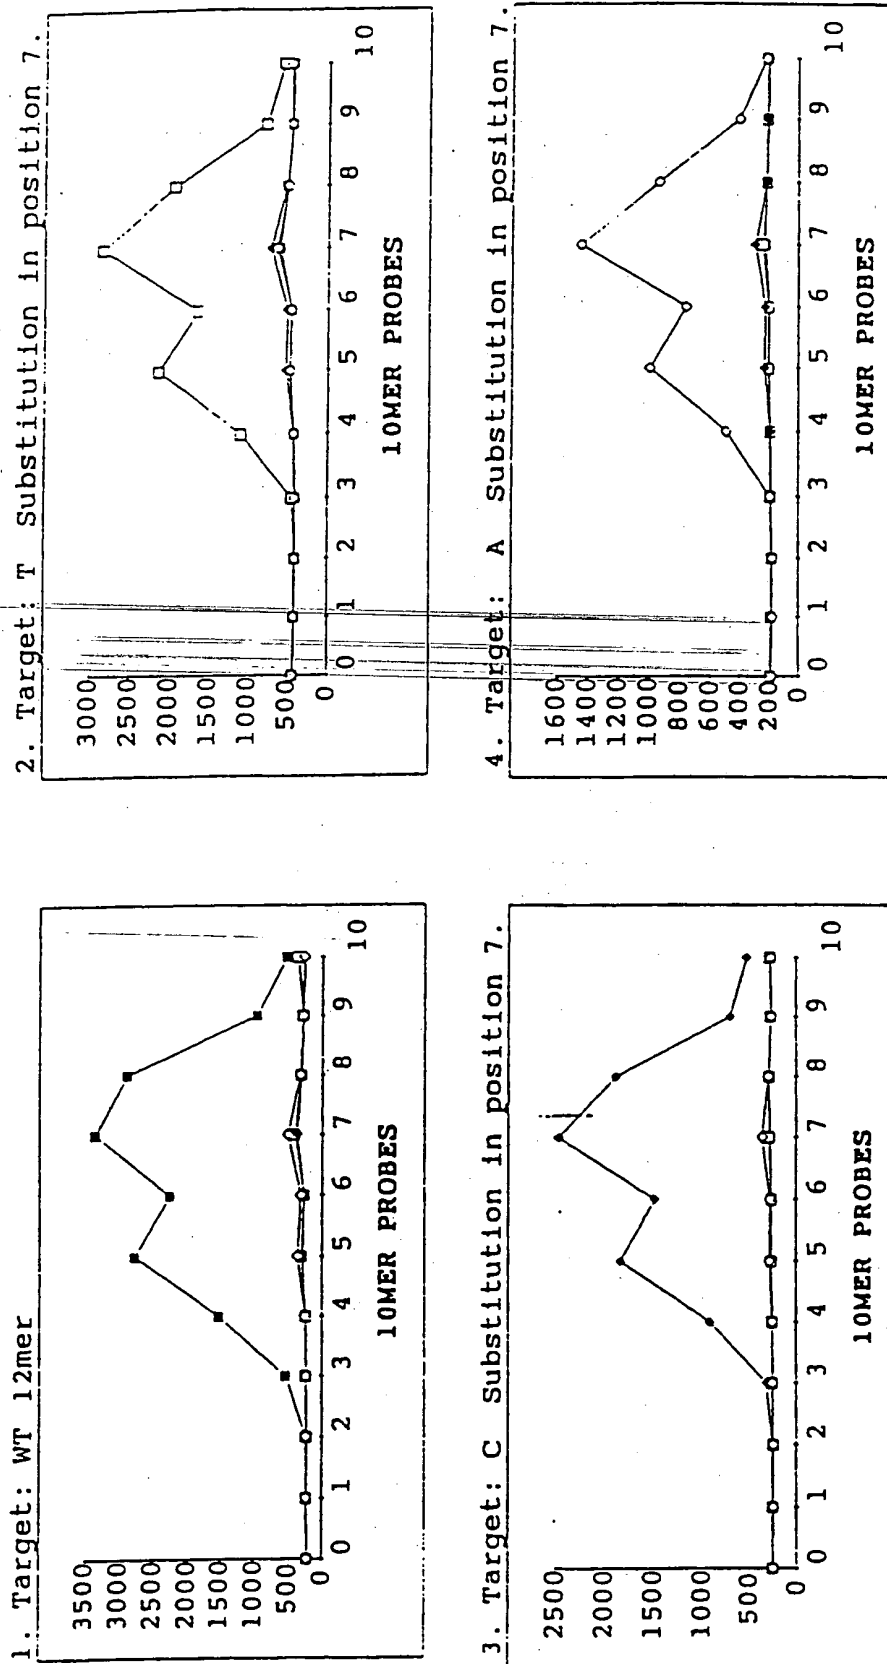 1. Target: WT 12mer
3500
3000
2500
2000
1500
1000
500
0
0 1 2 3 4 5 6 7 8 9 10
10MER PROBES
2. Target: T Substitution in position 7.
3000
2500
2000
1500
1000
500
0
0 1 2 3 4 5 6 7 8 9 10
10MER PROBES
3. Target: C Substitution in position 7.
2500
2000
1500
1000
500
0
0 1 2 3 4 5 6 7 8 9 10
10MER PROBES
4. Target: A Substitution in position 7.
1600
1400
1200
1000
800
600
400
200
0
0 1 2 3 4 5 6 7 8 9 10
10MER PROBES